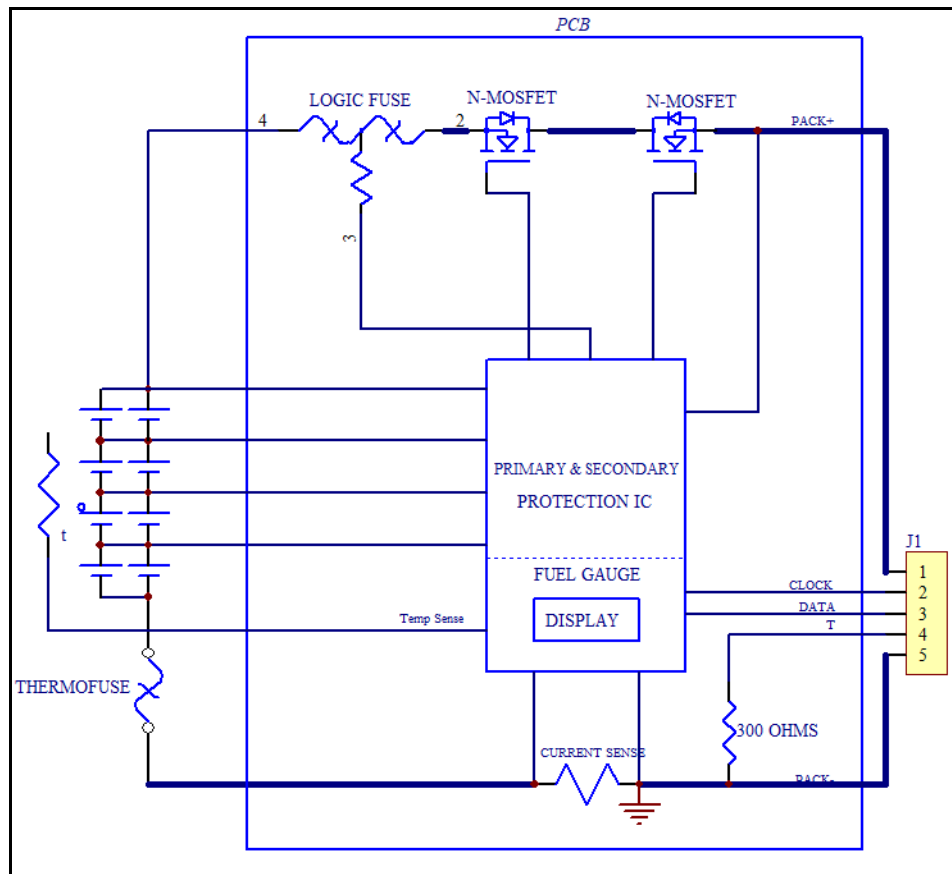 PCB
LOGIC FUSE
N-MOSFET
N-MOSFET
4
2
PACK+
3
PRIMARY & SECONDARY
PROTECTION IC
t
J1
1
FUEL GAUGE
CLOCK
2
DATA
3
Temp Sense
DISPLAY
T
4
5
THERMOFUSE
300 OHMS
CURRENT SENSE
PACK-